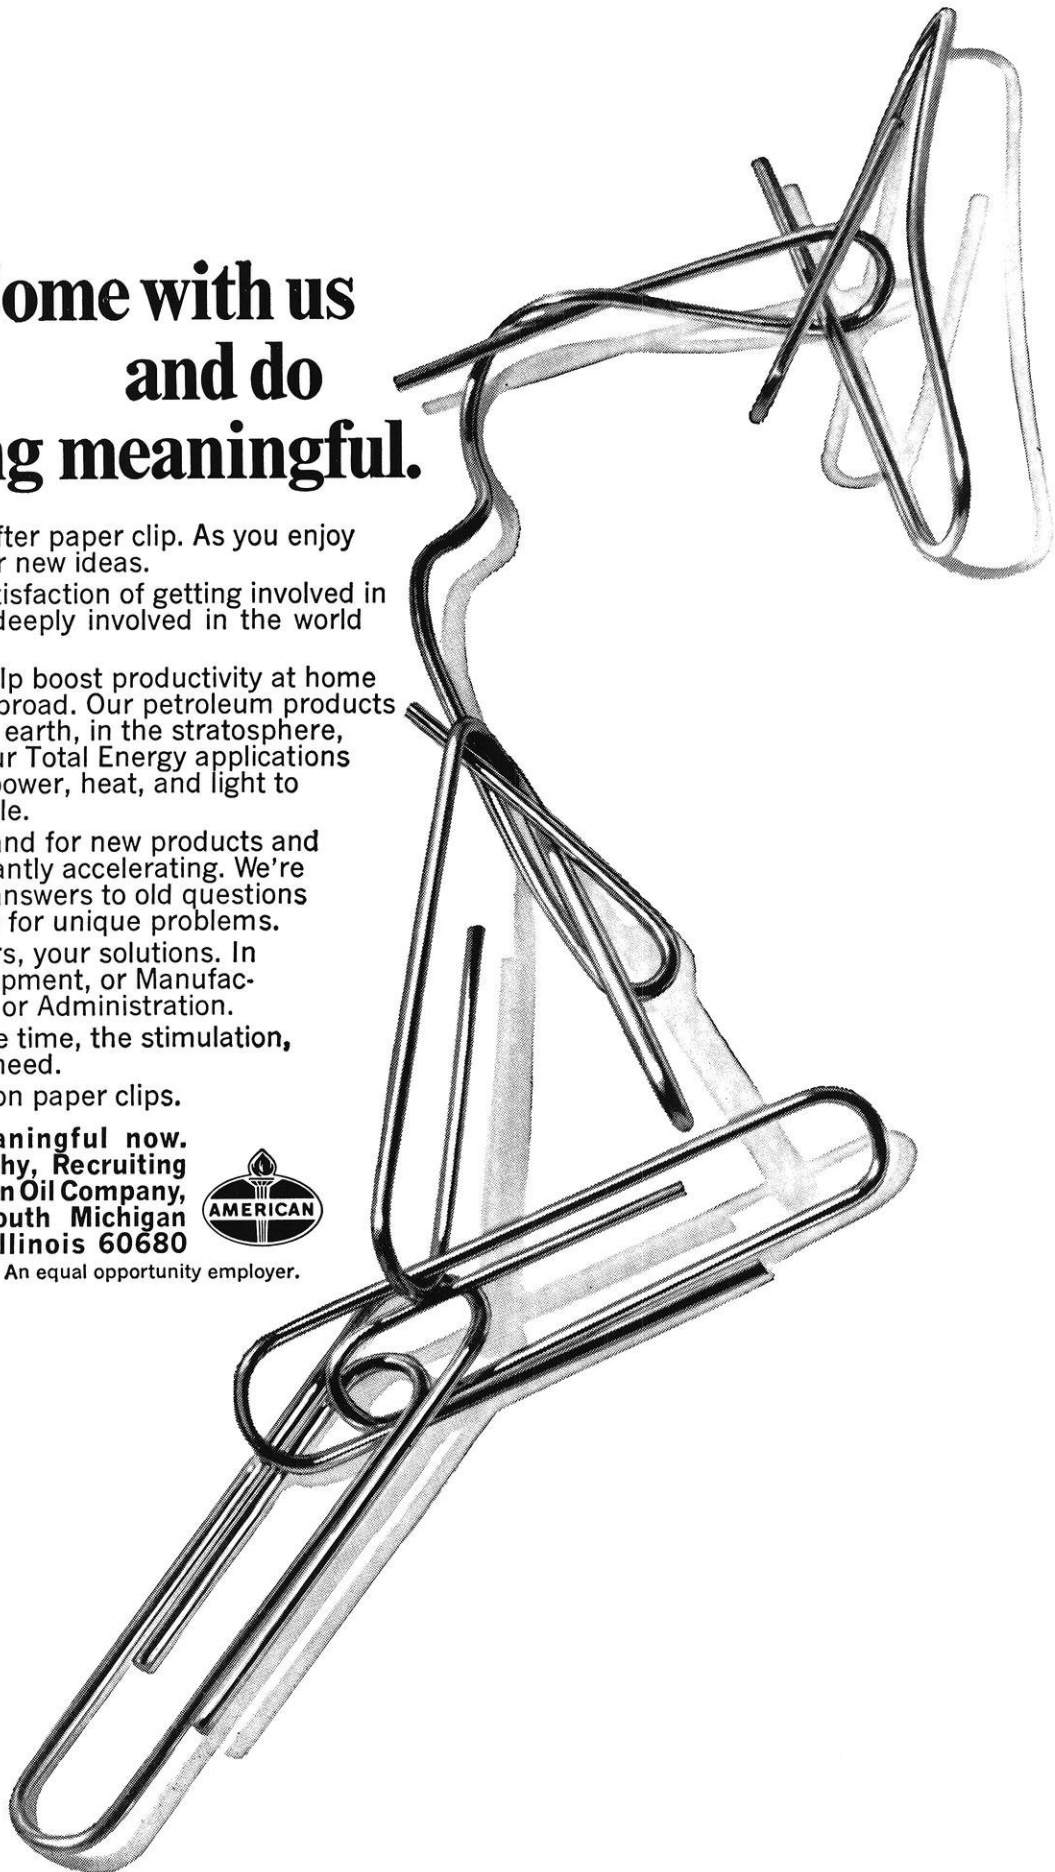 ome with us
and do
ng meaningful.
fter paper clip. As you enjoy
r new ideas.
tisfaction of getting involved in
deeply involved in the world
lp boost productivity at home
broad. Our petroleum products
earth, in the stratosphere,
ur Total Energy applications
power, heat, and light to
le.
and for new products and
antly accelerating. We're
answers to old questions
for unique problems.
rs, your solutions. In
pment, or Manufac-
or Administration.
e time, the stimulation,
need.
on paper clips.
aningful now.
hy, Recruiting
n Oil Company,
outh Michigan
llinois 60680
AMERICAN
An equal opportunity employer.